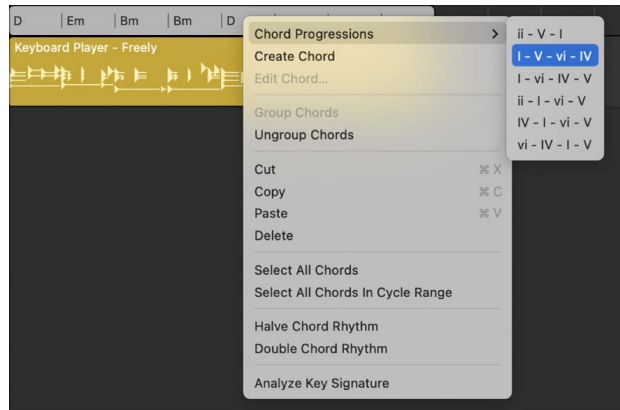 D | Em | Bm | Bm | D
Keyboard Player - Freely
Chord Progressions >
Create Chord
Edit Chord...
Group Chords
Ungroup Chords
Cut ⌘ X
Copy ⌘ C
Paste ⌘ V
Delete
Select All Chords
Select All Chords In Cycle Range
Halve Chord Rhythm
Double Chord Rhythm
Analyze Key Signature
ii - V - I
I - V - vi - IV
I - vi - IV - V
ii - I - vi - V
IV - I - vi - V
vi - IV - I - V